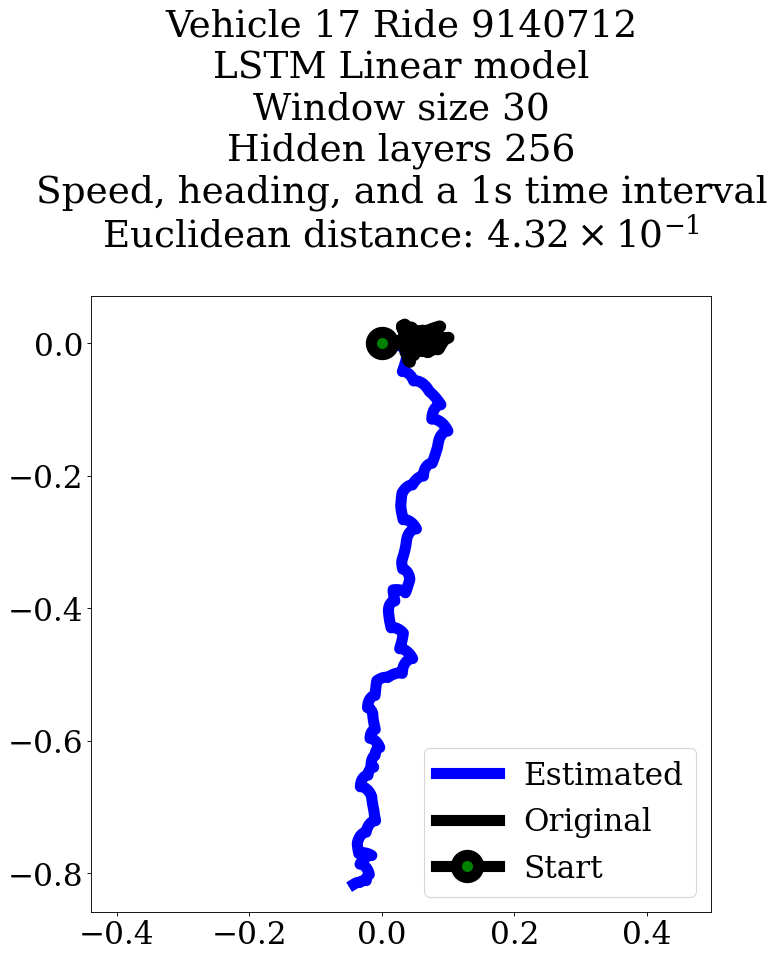 Vehicle 17 Ride 9140712
LSTM Linear model
Window size 30
Hidden layers 256
Speed, heading, and a 1s time interval
Euclidean distance: 4.32 × 10⁻¹
0.0
−0.2
−0.4
−0.6
−0.8
Estimated
Original
Start
−0.4 −0.2 0.0 0.2 0.4